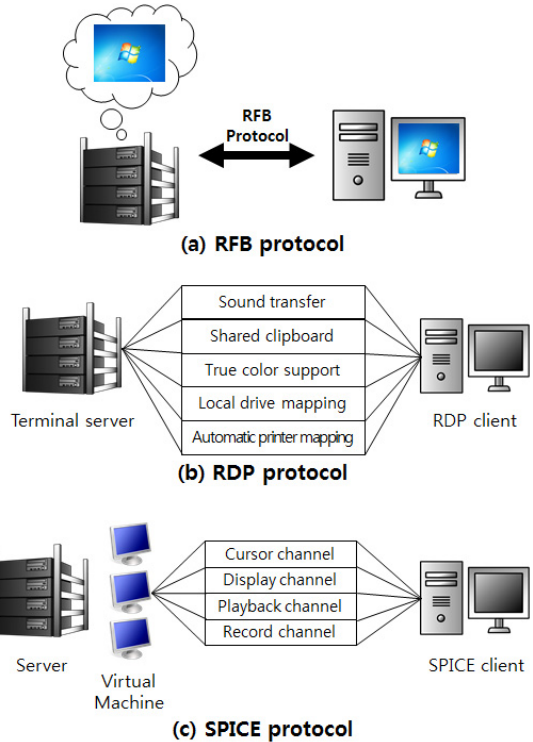 RFB
Protocol
(a) RFB protocol
Sound transfer
Shared clipboard
True color support
Local drive mapping
Automatic printer mapping
Terminal server
RDP client
(b) RDP protocol
Cursor channel
Display channel
Playback channel
Record channel
Server
Virtual
Machine
SPICE client
(c) SPICE protocol